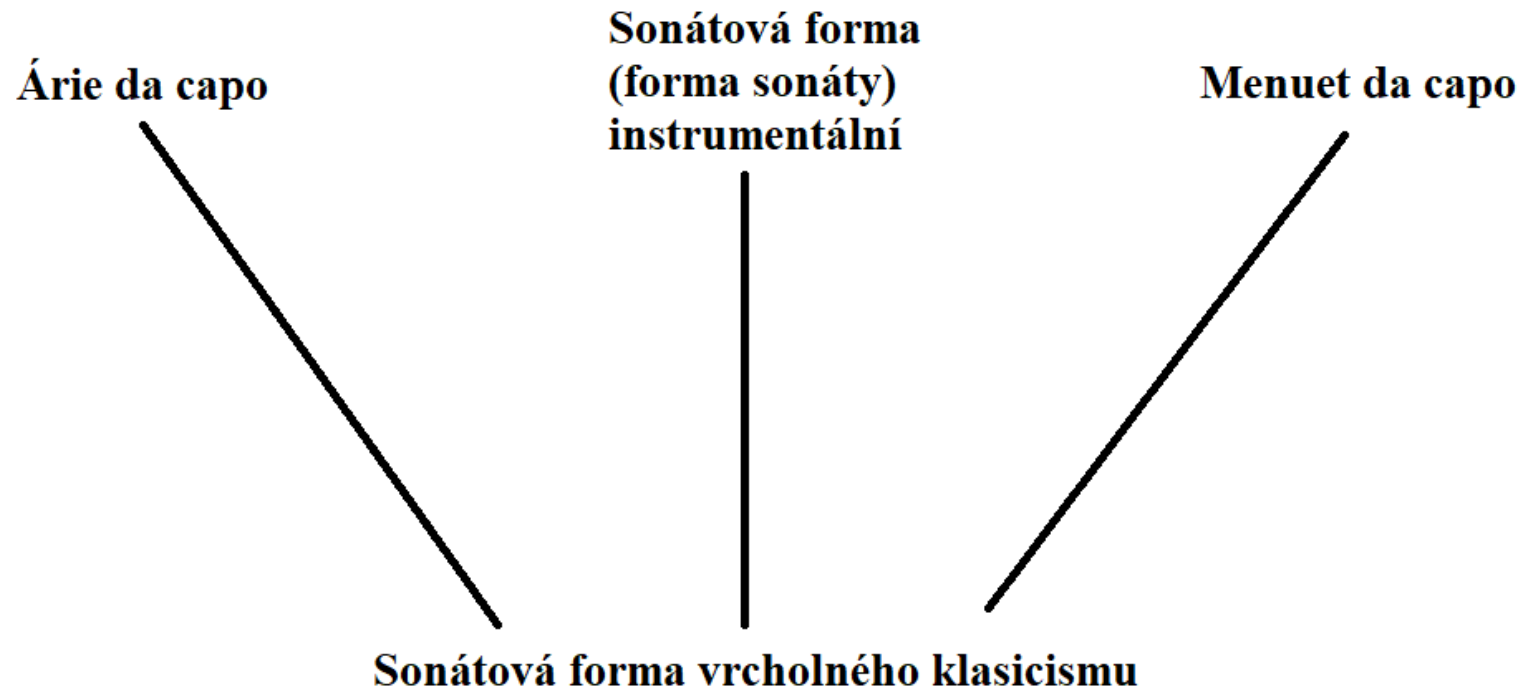 Árie da capo
Sonátová forma
(forma sonáty)
instrumentální
Menuet da capo
Sonátová forma vrcholného klasicismu